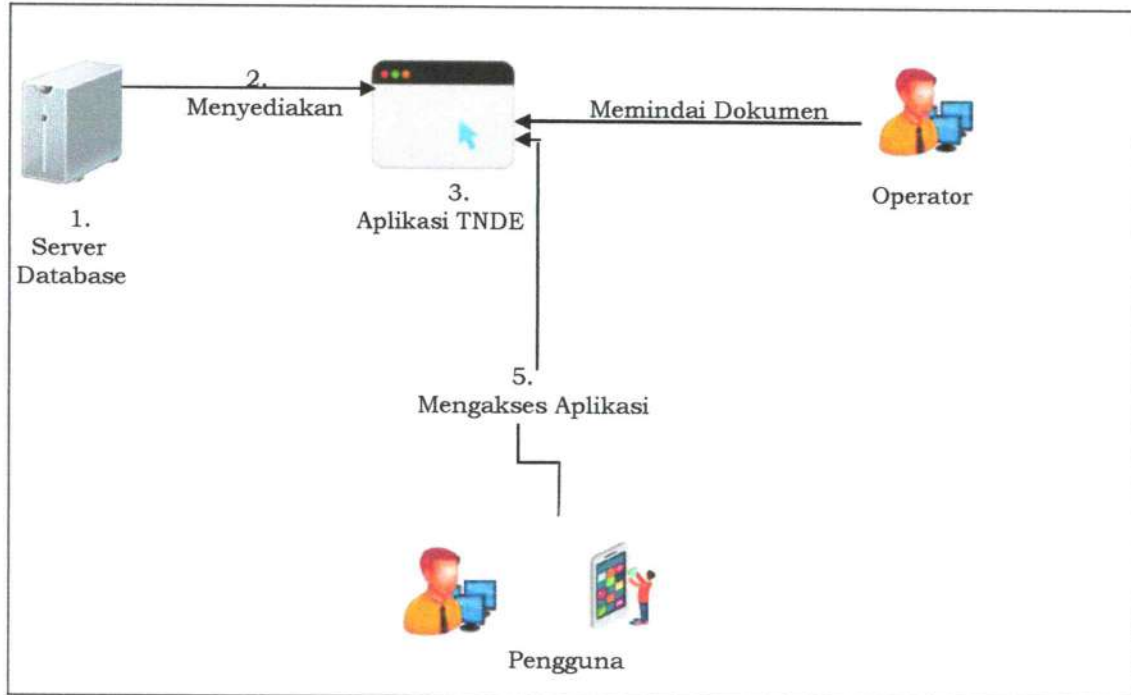 2.
Menyediakan
Memindai Dokumen
Operator
3.
Aplikasi TNDE
1.
Server
Database
5.
Mengakses Aplikasi
Pengguna